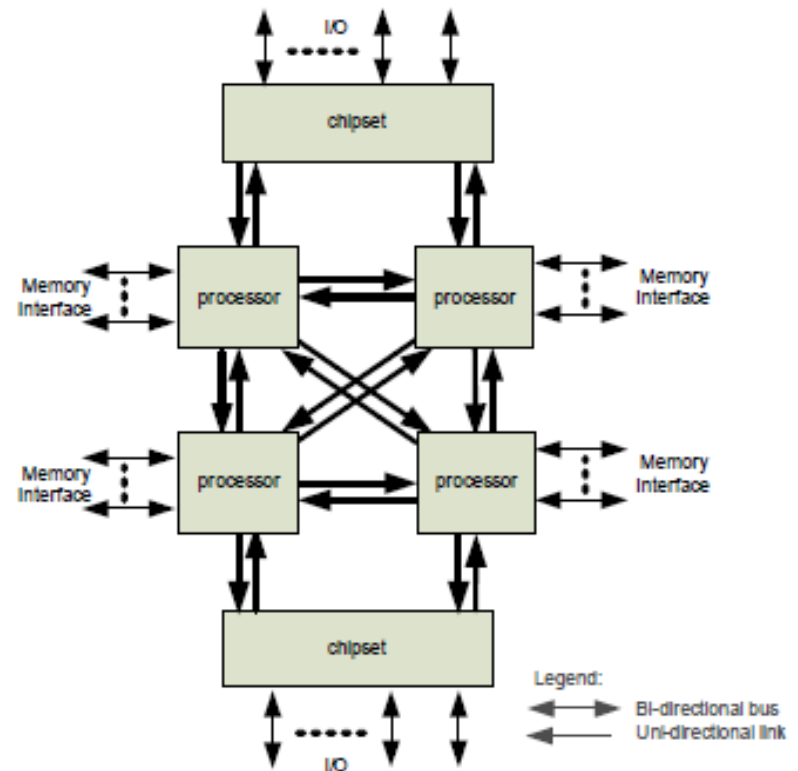 I/O
chipset
Memory
Interface
processor
processor
Memory
Interface
Memory
Interface
processor
processor
Memory
Interface
chipset
I/O
Legend:
Bi-directional bus
Uni-directional link